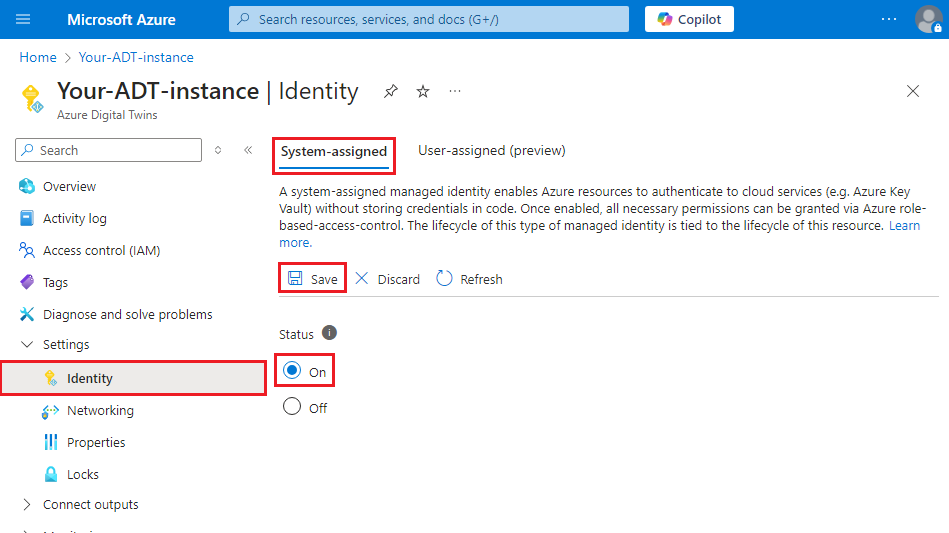 Microsoft Azure
Search resources, services, and docs (G+/)
Copilot
Home > Your-ADT-instance
Your-ADT-instance | Identity
Azure Digital Twins
Search
Overview
Activity log
Access control (IAM)
Tags
Diagnose and solve problems
Settings
Identity
Networking
Properties
Locks
Connect outputs
System-assigned
User-assigned (preview)
A system-assigned managed identity enables Azure resources to authenticate to cloud services (e.g. Azure Key
Vault) without storing credentials in code. Once enabled, all necessary permissions can be granted via Azure role-
based-access-control. The lifecycle of this type of managed identity is tied to the lifecycle of this resource. Learn
more.
Save
Discard
Refresh
Status
On
Off